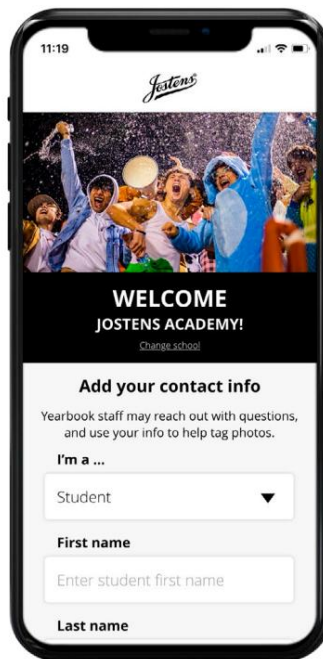 11:19
Jostens
WELCOME
JOSTENS ACADEMY!
Change school
Add your contact info
Yearbook staff may reach out with questions,
and use your info to help tag photos.
I'm a ...
Student
First name
Enter student first name
Last name